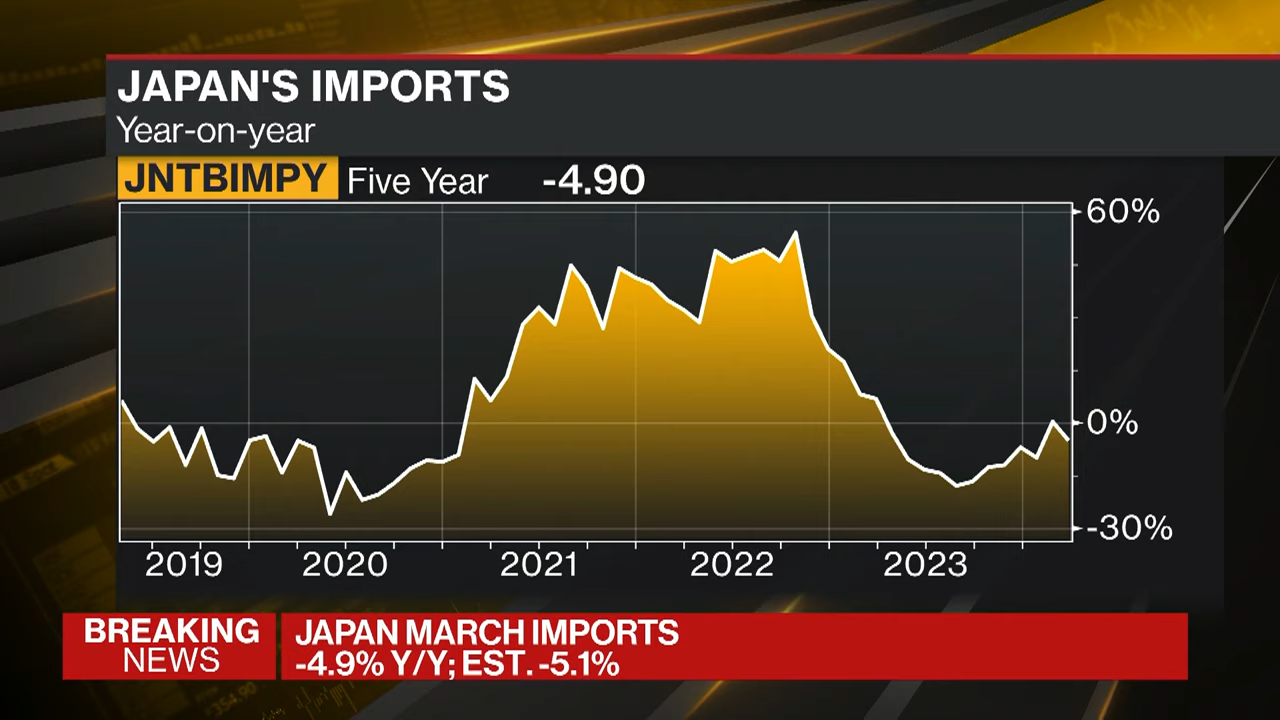 JAPAN'S IMPORTS
Year-on-year
JNTBIMPY Five Year -4.90
60%
0%
-30%
2019 2020 2021 2022 2023
BREAKING NEWS
JAPAN MARCH IMPORTS
-4.9% Y/Y; EST. -5.1%